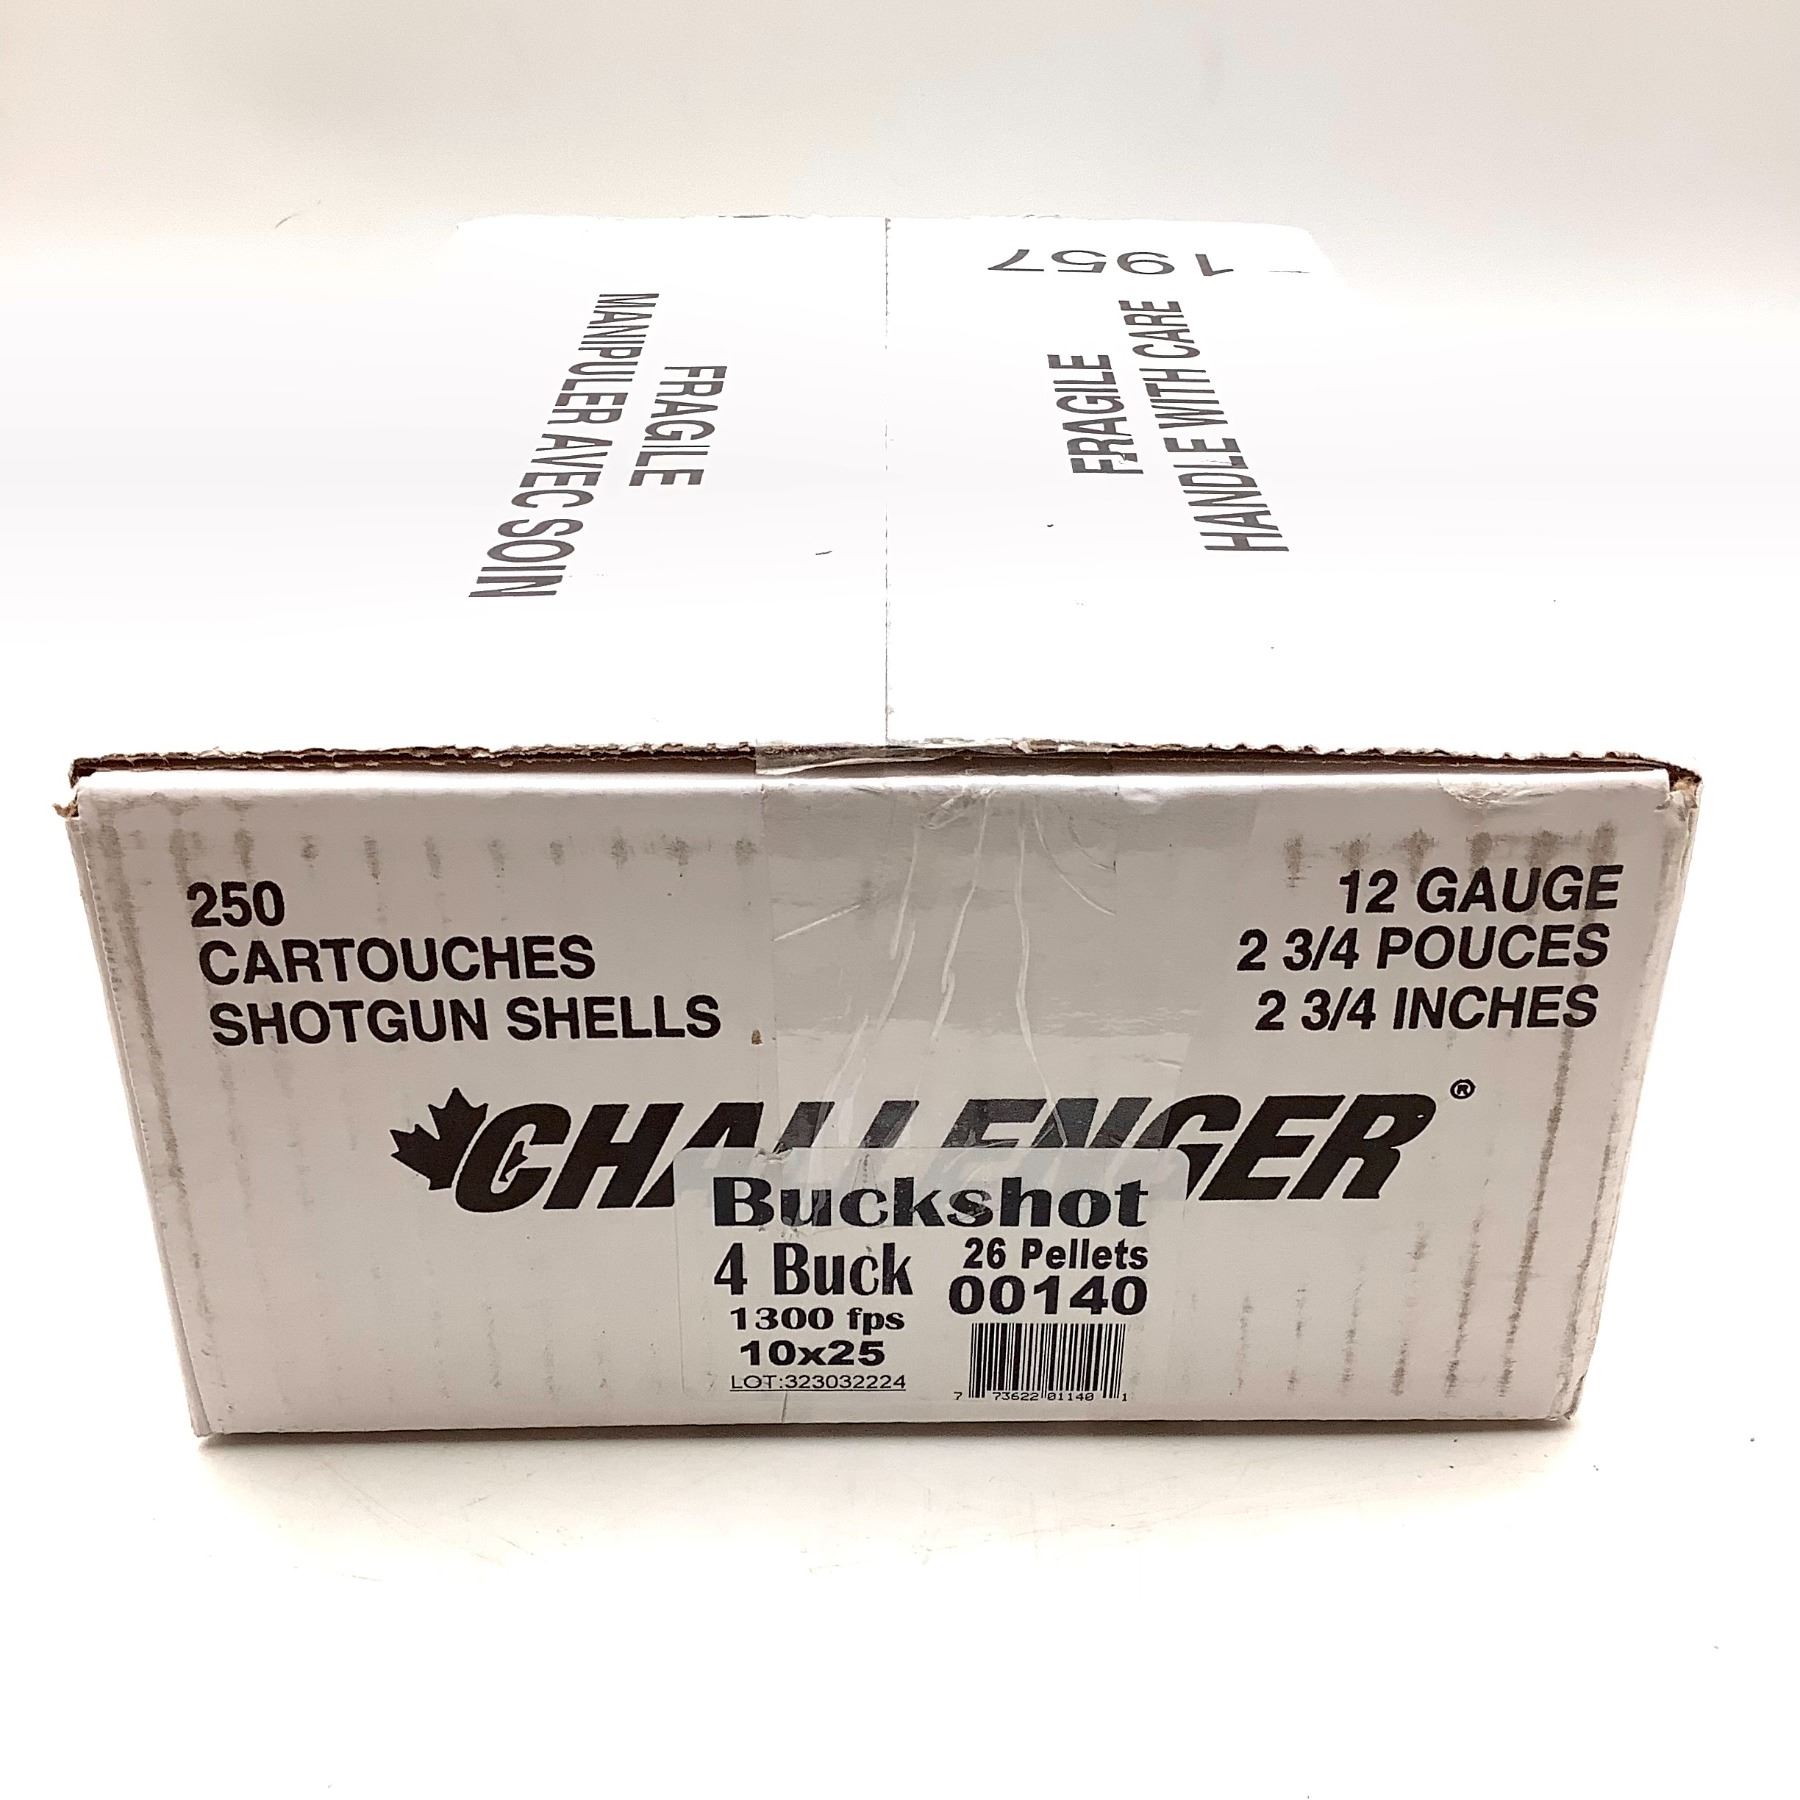 1957
FRAGILE
MANIPULER AVEC SOIN
FRAGILE
HANDLE WITH CARE
250
CARTOUCHES
SHOTGUN SHELLS
12 GAUGE
2 3/4 POUCES
2 3/4 INCHES
CHALLENGER®
Buckshot
4 Buck
26 Pellets
00140
1300 fps
10x25
LOT:323032224
7 73622 01140 1